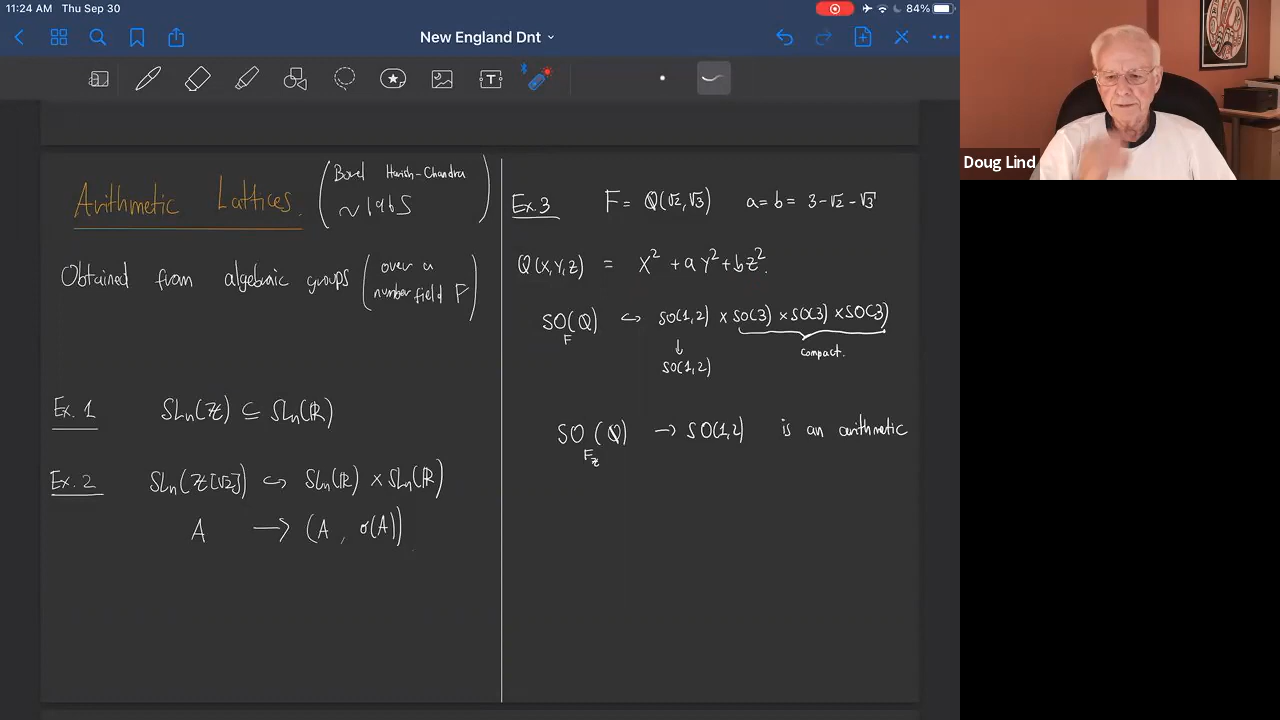 11:24 AM Thu Sep 30
84%
New England Dnt
Doug Lind
Arithmetic Lattices.
(Borel Harish-Chandra
~ 1965)
Obtained from algebraic groups (over a
number field F)
Ex. 1 SLn(ℤ) ⊆ SLn(ℝ)
Ex. 2 SLn(ℤ[√2]) ↪ SLn(ℝ) × SLn(ℝ)
A → (A, σ(A))
Ex. 3 F = Q(√2, √3) a = b = 3 - √2 - √3
Q(X, Y, Z) = X² + aY² + bZ².
SO_F(Q) ↪ SO(1,2) × SO(3) × SO(3) × SO(3)
compact.
↓
SO(1,2)
SO_{F_ℤ}(Q) → SO(1,2) is an arithmetic